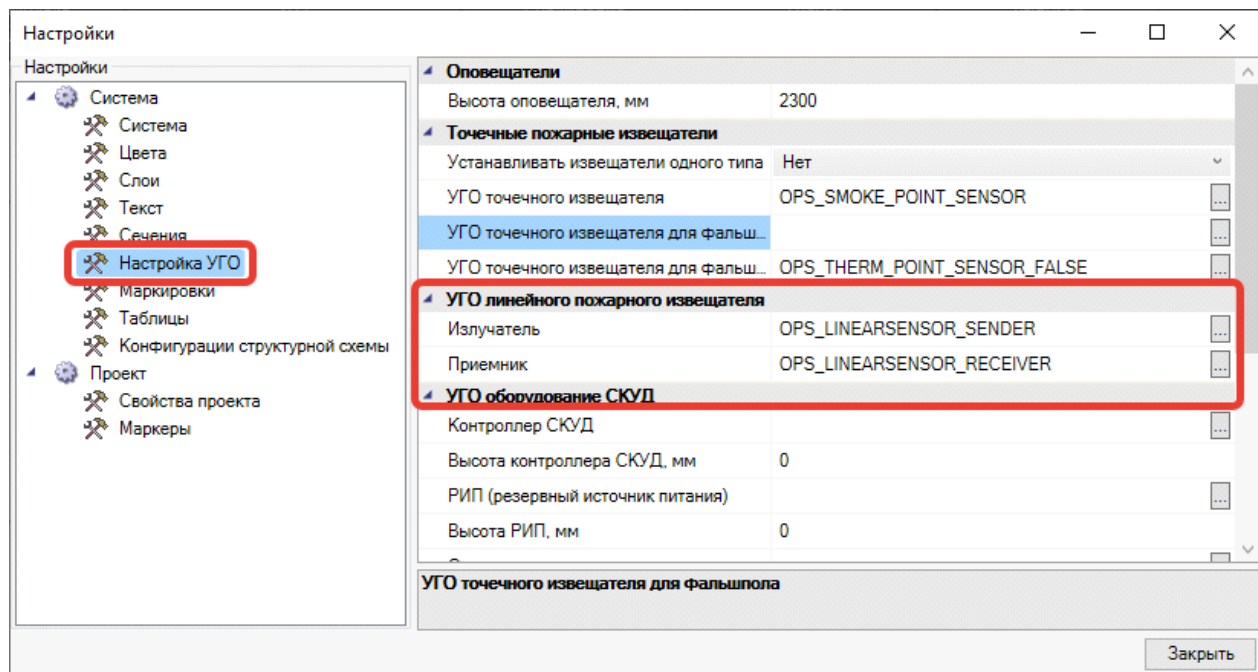 Настройки
Настройки
Система
Система
Цвета
Слои
Текст
Сечения
Настройка УГО
Маркировки
Таблицы
Конфигурации структурной схемы
Проект
Свойства проекта
Маркеры
Оповещатели
Высота оповещателя, мм 2300
Точечные пожарные извещатели
Устанавливать извещатели одного типа Нет
УГО точечного извещателя OPS_SMOKE_POINT_SENSOR ...
УГО точечного извещателя для фальш... ...
УГО точечного извещателя для фальш... OPS_THERM_POINT_SENSOR_FALSE ...
УГО линейного пожарного извещателя
Излучатель OPS_LINEARSENSOR_SENDER ...
Приемник OPS_LINEARSENSOR_RECEIVER ...
УГО оборудование СКУД
Контроллер СКУД ...
Высота контроллера СКУД, мм 0
РИП (резервный источник питания) ...
Высота РИП, мм 0
УГО точечного извещателя для Фальшпола
Закрыть